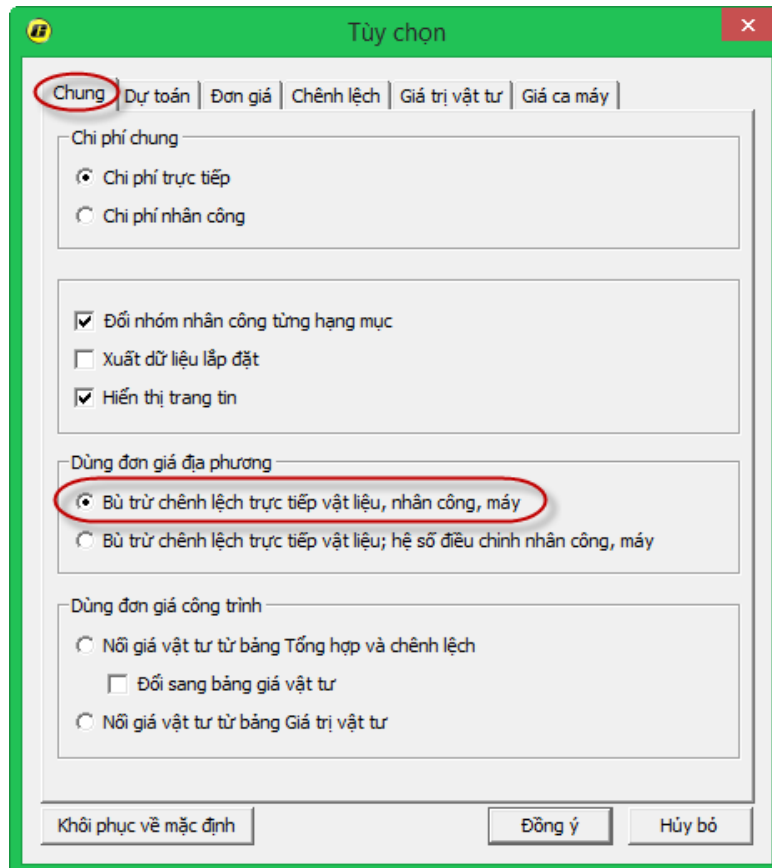 Tùy chọn
Chung Dự toán Đơn giá Chênh lệch Giá trị vật tư Giá ca máy
Chi phí chung
Chi phí trực tiếp
Chi phí nhân công
Đổi nhóm nhân công từng hạng mục
Xuất dữ liệu lắp đặt
Hiển thị trang tin
Dùng đơn giá địa phương
Bù trừ chênh lệch trực tiếp vật liệu, nhân công, máy
Bù trừ chênh lệch trực tiếp vật liệu; hệ số điều chỉnh nhân công, máy
Dùng đơn giá công trình
Nối giá vật tư từ bảng Tổng hợp và chênh lệch
Đổi sang bảng giá vật tư
Nối giá vật tư từ bảng Giá trị vật tư
Khôi phục về mặc định Đồng ý Hủy bỏ